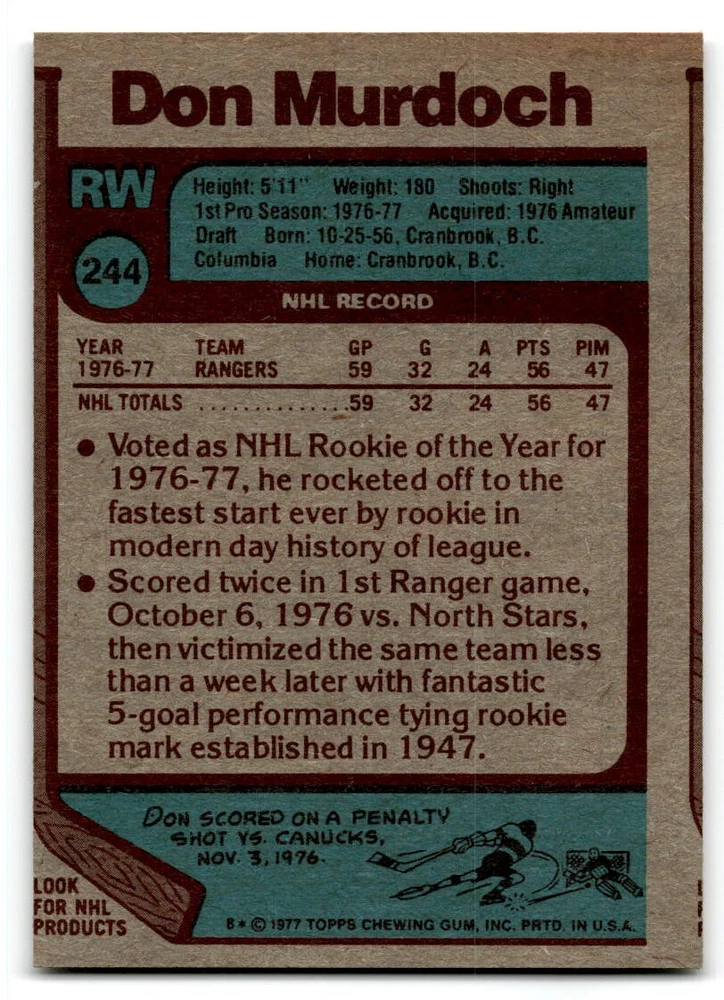 Don Murdoch
RW
244
Height: 5'11" Weight: 180 Shoots: Right
1st Pro Season: 1976-77 Acquired: 1976 Amateur
Draft Born: 10-25-56, Cranbrook, B.C.
Columbia Home: Cranbrook, B.C.
NHL RECORD
YEAR TEAM GP G A PTS PIM
1976-77 RANGERS 59 32 24 56 47
NHL TOTALS ..............59 32 24 56 47
● Voted as NHL Rookie of the Year for
1976-77, he rocketed off to the
fastest start ever by rookie in
modern day history of league.
● Scored twice in 1st Ranger game,
October 6, 1976 vs. North Stars,
then victimized the same team less
than a week later with fantastic
5-goal performance tying rookie
mark established in 1947.
DON SCORED ON A PENALTY
SHOT VS. CANUCKS,
NOV. 3, 1976.
LOOK
FOR NHL
PRODUCTS
B* © 1977 TOPPS CHEWING GUM, INC. PRTD. IN U.S.A.